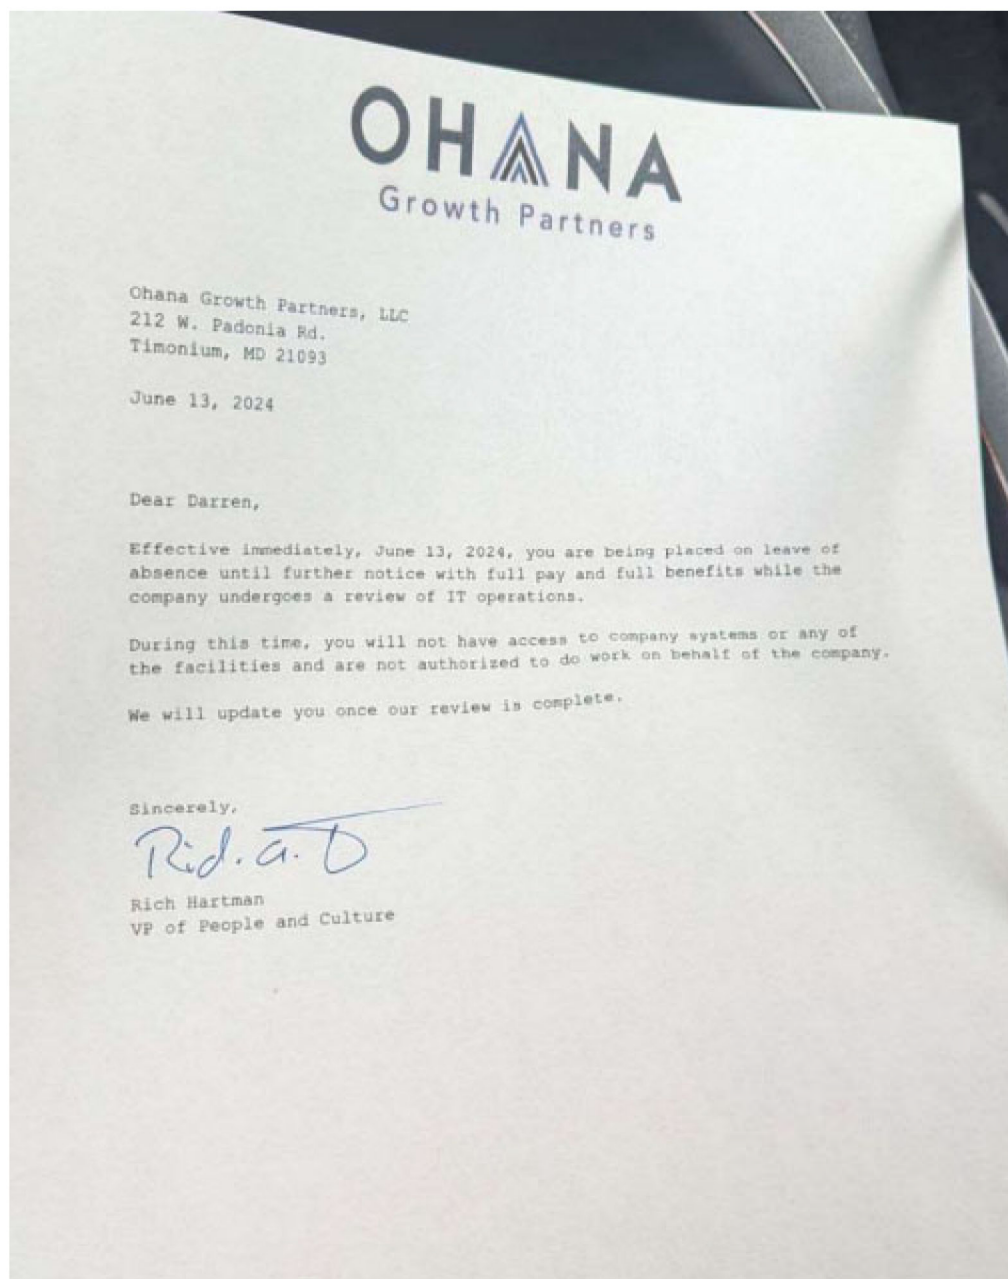 OHANA
Growth Partners
Ohana Growth Partners, LLC
212 W. Padonia Rd.
Timonium, MD 21093
June 13, 2024
Dear Darren,
Effective immediately, June 13, 2024, you are being placed on leave of
absence until further notice with full pay and full benefits while the
company undergoes a review of IT operations.
During this time, you will not have access to company systems or any of
the facilities and are not authorized to do work on behalf of the company.
We will update you once our review is complete.
Sincerely,
Rich Hartman
VP of People and Culture